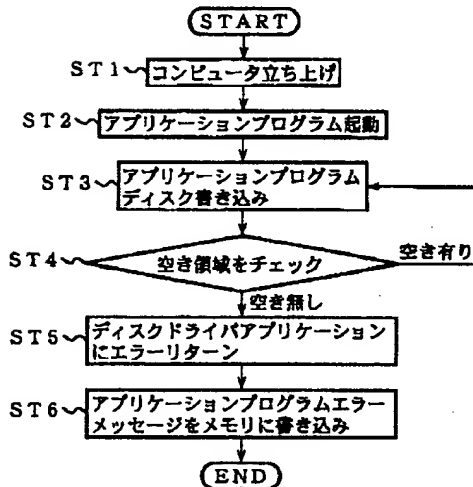 START
ST1 コンピュータ立ち上げ
ST2 アプリケーションプログラム起動
ST3 アプリケーションプログラム
ディスク書き込み
ST4 空き領域をチェック 空き有り
空き無し
ST5 ディスクドライバアプリケーション
にエラーリターン
ST6 アプリケーションプログラムエラー
メッセージをメモリに書き込み
END